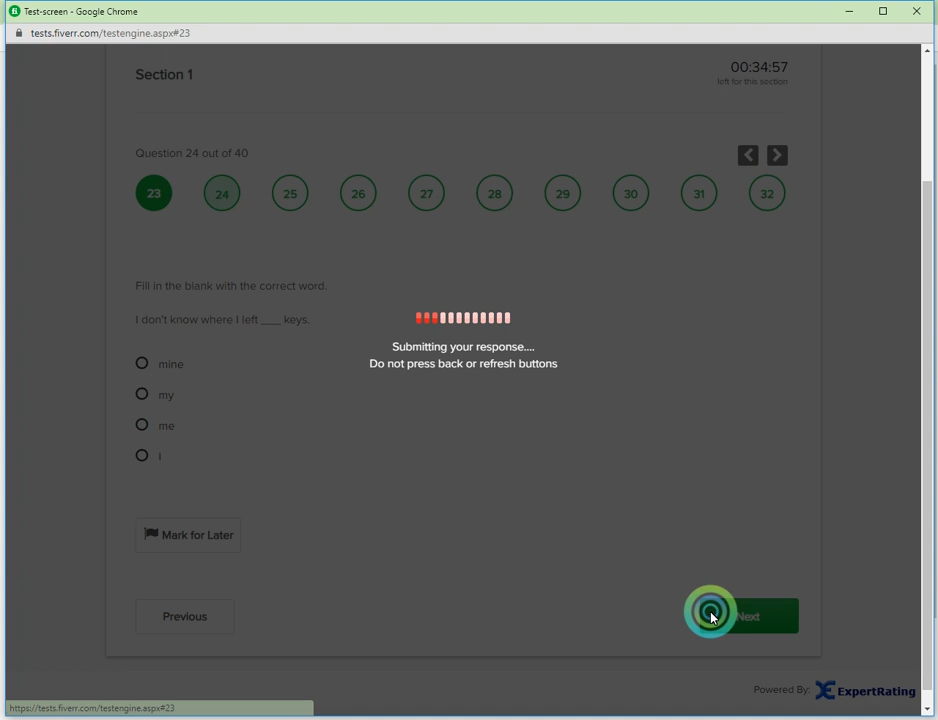 Test-screen - Google Chrome
tests.fiverr.com/testengine.aspx#23
Section 1
00:34:57
left for this section
Question 24 out of 40
23 24 25 26 27 28 29 30 31 32
Fill in the blank with the correct word.
I don't know where I left ___ keys.
Submitting your response....
Do not press back or refresh buttons
mine
my
me
i
Mark for Later
Previous
Next
Powered By: ExpertRating
https://tests.fiverr.com/testengine.aspx#23